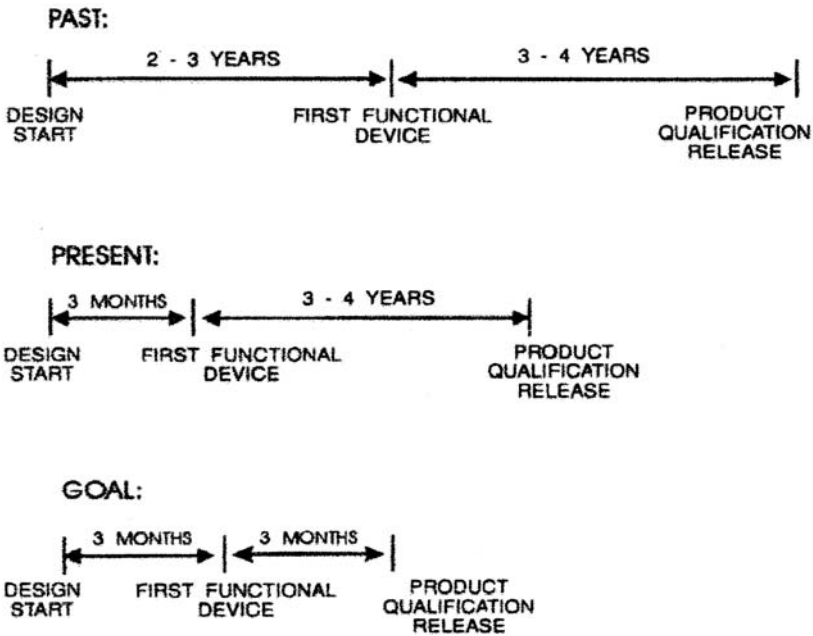 PAST:
2 - 3 YEARS
3 - 4 YEARS
DESIGN
START
FIRST FUNCTIONAL
DEVICE
PRODUCT
QUALIFICATION
RELEASE
PRESENT:
3 MONTHS
3 - 4 YEARS
DESIGN
START
FIRST FUNCTIONAL
DEVICE
PRODUCT
QUALIFICATION
RELEASE
GOAL:
3 MONTHS
3 MONTHS
DESIGN
START
FIRST FUNCTIONAL
DEVICE
PRODUCT
QUALIFICATION
RELEASE